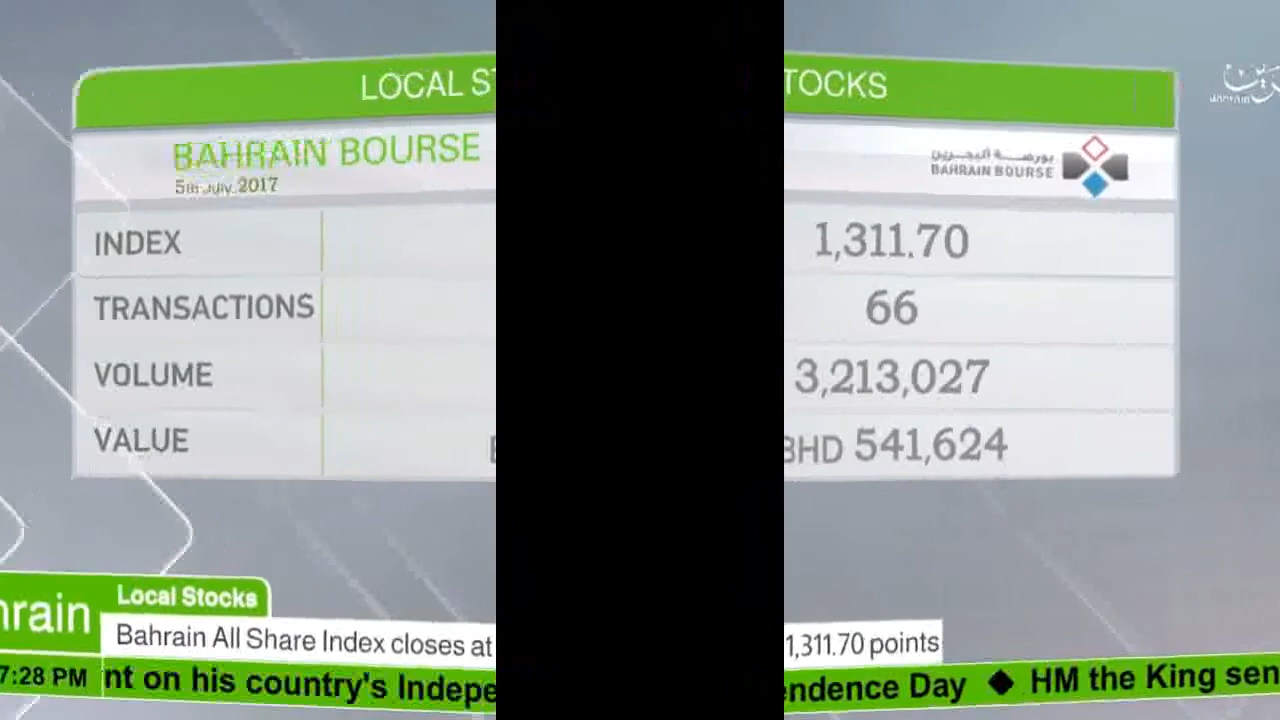 LOCAL ST
TOCKS
BAHRAIN BOURSE
5th July, 2017
بورصة البحرين
BAHRAIN BOURSE
INDEX
1,311.70
TRANSACTIONS
66
VOLUME
3,213,027
VALUE
BHD 541,624
hrain
Local Stocks
Bahrain All Share Index closes at
1,311.70 points
7:28 PM
nt on his country's Indepe
ndence Day ◆ HM the King sen